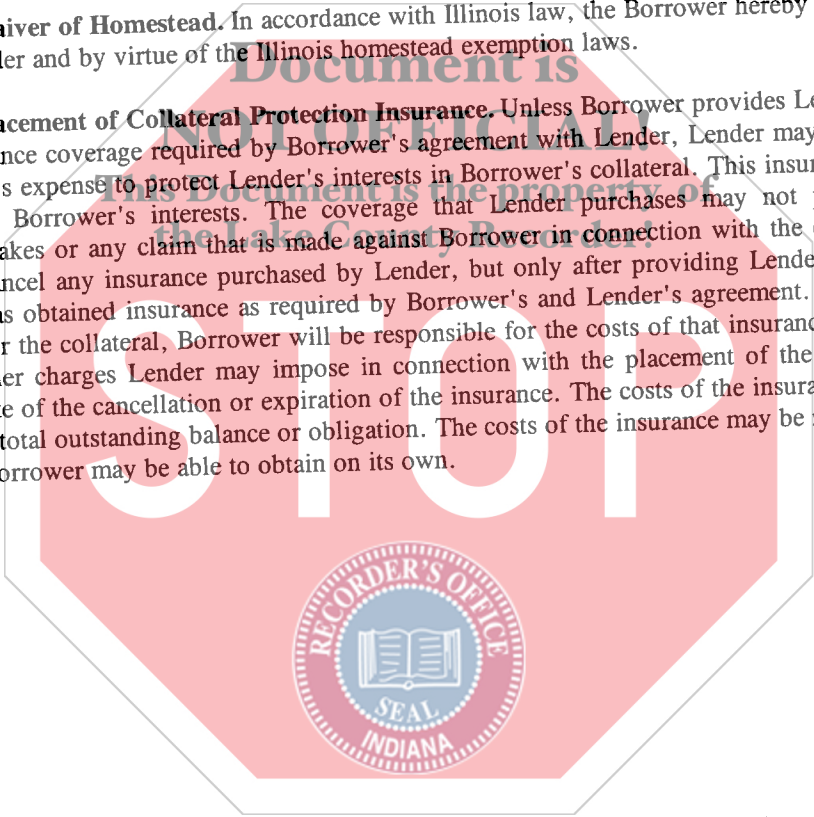 aiver of Homestead. In accordance with Illinois law, the Borrower hereby
er and by virtue of the Illinois homestead exemption laws.
Document is
acement of Collateral Protection Insurance. Unless Borrower provides Le
NOT OFFICIAL!
nce coverage required by Borrower's agreement with Lender, Lender may
s expense to protect Lender's interests in Borrower's collateral. This insur
This Document is the property of
Borrower's interests. The coverage that Lender purchases may not
the Lake County Recorder!
akes or any claim that is made against Borrower in connection with the
ncel any insurance purchased by Lender, but only after providing Lende
as obtained insurance as required by Borrower's and Lender's agreement.
r the collateral, Borrower will be responsible for the costs of that insuranc
er charges Lender may impose in connection with the placement of the
e of the cancellation or expiration of the insurance. The costs of the insura
total outstanding balance or obligation. The costs of the insurance may be
orrower may be able to obtain on its own.
STOP
RECORDER'S OFFICE
SEAL
INDIANA